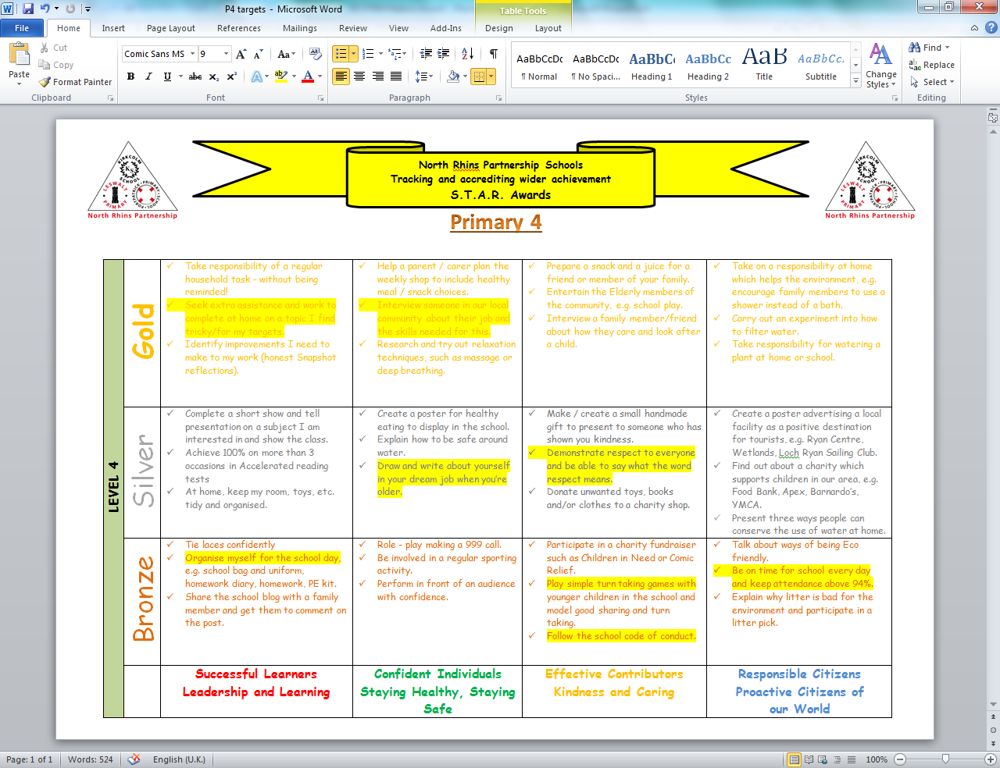 P4 targets - Microsoft Word
Table Tools
File Home Insert Page Layout References Mailings Review View Add-Ins Design Layout
Paste
Cut
Copy
Format Painter
Clipboard
Comic Sans MS 9
Font
Paragraph
AaBbCcDc AaBbCcDc AaBbCc AaBbCc AaB AaBbCc.
¶ Normal ¶ No Spaci... Heading 1 Heading 2 Title Subtitle
Change Styles
Styles
Find
Replace
Select
Editing
North Rhins Partnership Schools
Tracking and accrediting wider achievement
S.T.A.R. Awards
KIRKCOLM SCHOOL
KS
LESWALT PRIMARY
PORTPATRICK PRIMARY SCHOOL
North Rhins Partnership
KIRKCOLM SCHOOL
KS
LESWALT PRIMARY
PORTPATRICK PRIMARY SCHOOL
North Rhins Partnership
Primary 4
LEVEL 4
Gold
Take responsibility of a regular
household task – without being
reminded!
Seek extra assistance and work to
complete at home on a topic I find
tricky/for my targets.
Identify improvements I need to
make to my work (honest Snapshot
reflections).
Help a parent / carer plan the
weekly shop to include healthy
meal / snack choices.
Interview someone in our local
community about their job and
the skills needed for this.
Research and try out relaxation
techniques, such as massage or
deep breathing.
Prepare a snack and a juice for a
friend or member of your family.
Entertain the Elderly members of
the community, e.g. school play.
Interview a family member/friend
about how they care and look after
a child.
Take on a responsibility at home
which helps the environment, e.g.
encourage family members to use a
shower instead of a bath.
Carry out an experiment into how
to filter water.
Take responsibility for watering a
plant at home or school.
Silver
Complete a short show and tell
presentation on a subject I am
interested in and show the class.
Achieve 100% on more than 3
occasions in Accelerated reading
tests
At home, keep my room, toys, etc.
tidy and organised.
Create a poster for healthy
eating to display in the school.
Explain how to be safe around
water.
Draw and write about yourself
in your dream job when you're
older.
Make / create a small handmade
gift to present to someone who has
shown you kindness.
Demonstrate respect to everyone
and be able to say what the word
respect means.
Donate unwanted toys, books
and/or clothes to a charity shop.
Create a poster advertising a local
facility as a positive destination
for tourists, e.g. Ryan Centre,
Wetlands, Loch Ryan Sailing Club.
Find out about a charity which
supports children in our area, e.g.
Food Bank, Apex, Barnardo's,
YMCA.
Present three ways people can
conserve the use of water at home.
Bronze
Tie laces confidently
Organise myself for the school day,
e.g. school bag and uniform,
homework diary, homework, PE kit.
Share the school blog with a family
member and get them to comment on
the post.
Role – play making a 999 call.
Be involved in a regular sporting
activity.
Perform in front of an audience
with confidence.
Participate in a charity fundraiser
such as Children in Need or Comic
Relief.
Play simple turn taking games with
younger children in the school and
model good sharing and turn
taking.
Follow the school code of conduct.
Talk about ways of being Eco
friendly.
Be on time for school every day
and keep attendance above 94%.
Explain why litter is bad for the
environment and participate in a
litter pick.
Successful Learners
Leadership and Learning
Confident Individuals
Staying Healthy, Staying
Safe
Effective Contributors
Kindness and Caring
Responsible Citizens
Proactive Citizens of
our World
Page: 1 of 1 Words: 524 English (U.K.) 100%